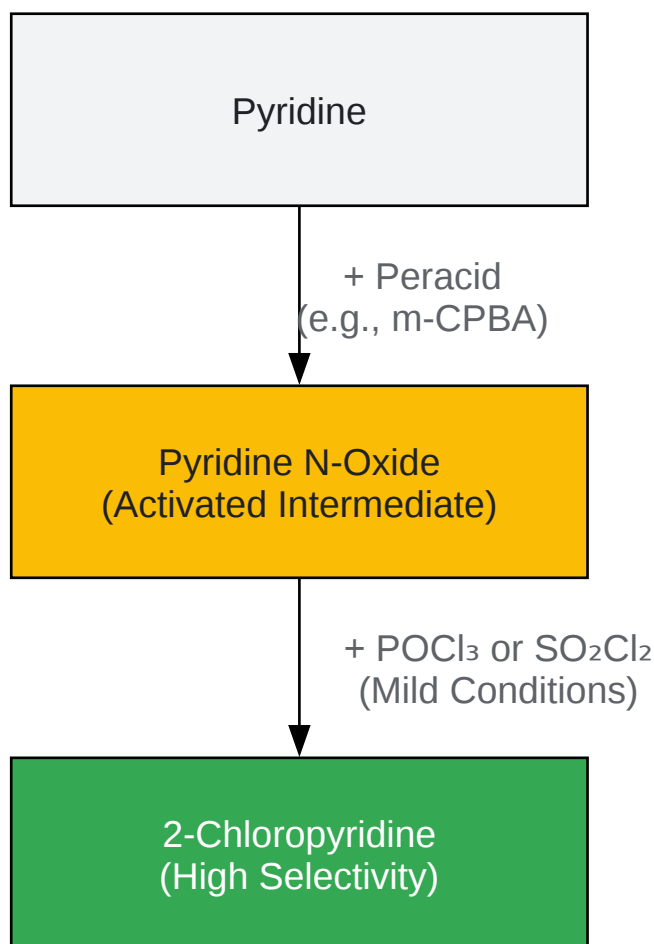 Pyridine
+ Peracid
(e.g., m-CPBA)
Pyridine N-Oxide
(Activated Intermediate)
+ POCl₃ or SO₂Cl₂
(Mild Conditions)
2-Chloropyridine
(High Selectivity)